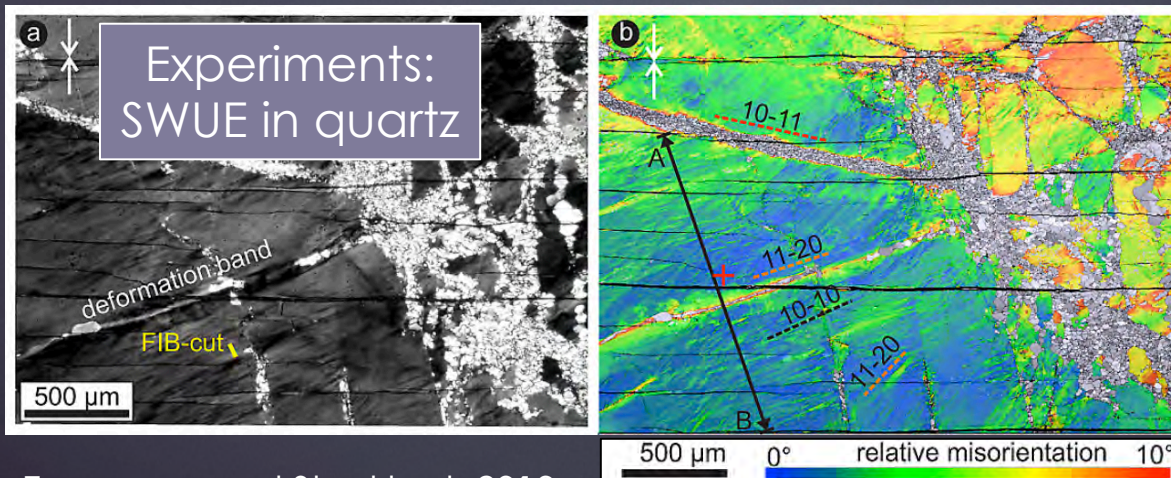 a
Experiments:
SWUE in quartz
deformation band
FIB-cut
500 µm
b
10-11
A
11-20
10-10
11-20
B
500 µm 0° relative misorientation 10°